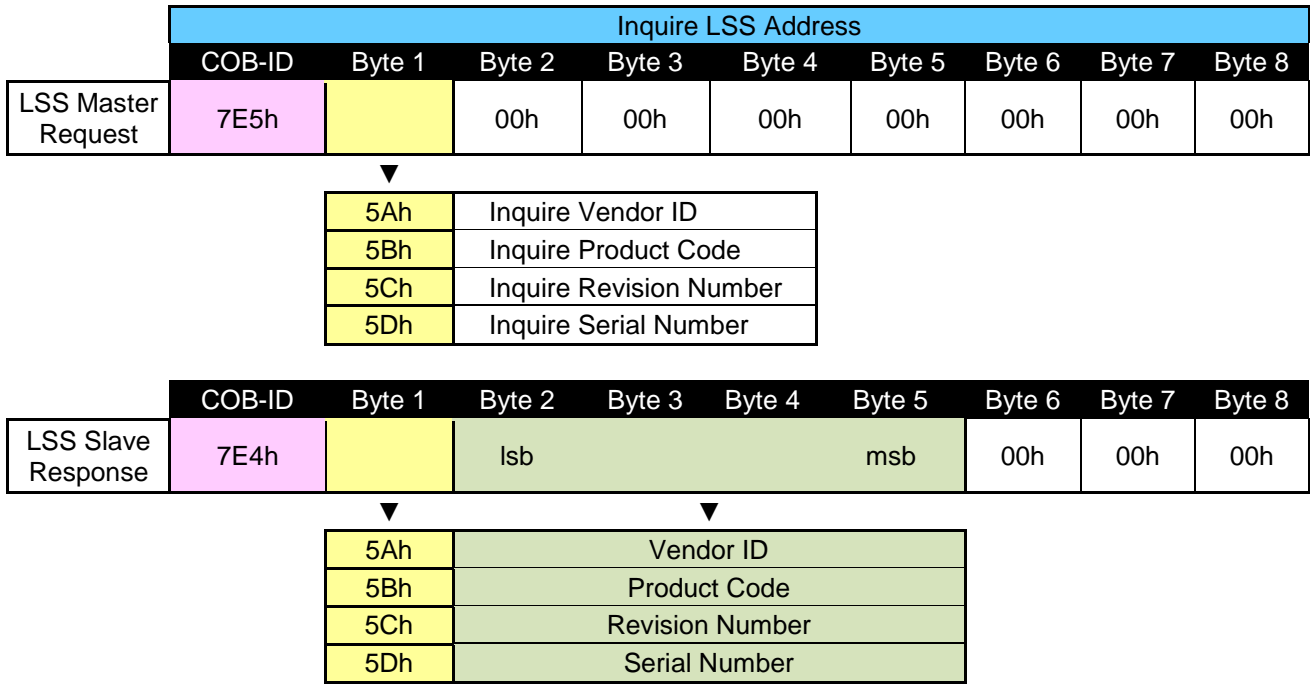 Inquire LSS Address
COB-ID Byte 1 Byte 2 Byte 3 Byte 4 Byte 5 Byte 6 Byte 7 Byte 8
LSS Master
Request
7E5h 00h 00h 00h 00h 00h 00h 00h
5Ah Inquire Vendor ID
5Bh Inquire Product Code
5Ch Inquire Revision Number
5Dh Inquire Serial Number
COB-ID Byte 1 Byte 2 Byte 3 Byte 4 Byte 5 Byte 6 Byte 7 Byte 8
LSS Slave
Response
7E4h lsb msb 00h 00h 00h
5Ah Vendor ID
5Bh Product Code
5Ch Revision Number
5Dh Serial Number